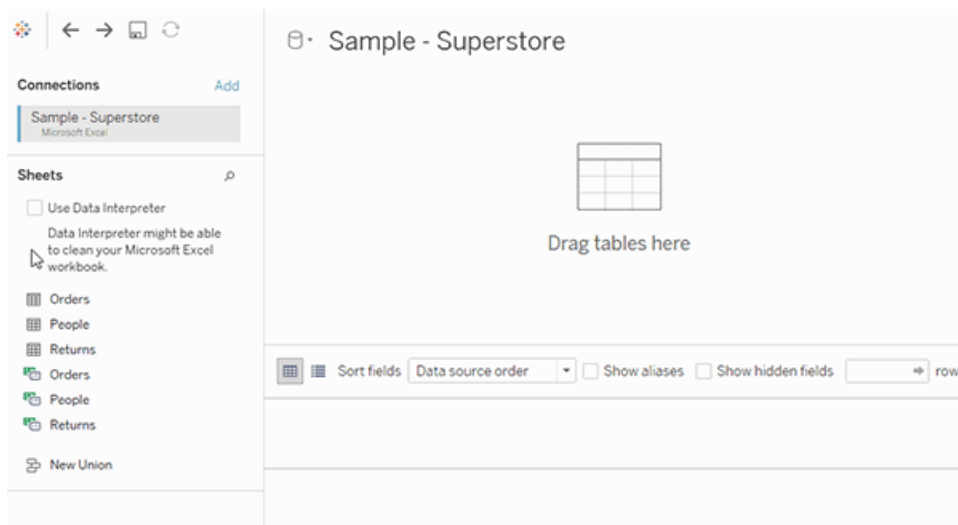 Sample - Superstore
Connections
Add
Sample - Superstore
Microsoft Excel
Sheets
Use Data Interpreter
Data Interpreter might be able
to clean your Microsoft Excel
workbook.
Orders
People
Returns
Orders
People
Returns
New Union
Drag tables here
Sort fields Data source order Show aliases Show hidden fields row